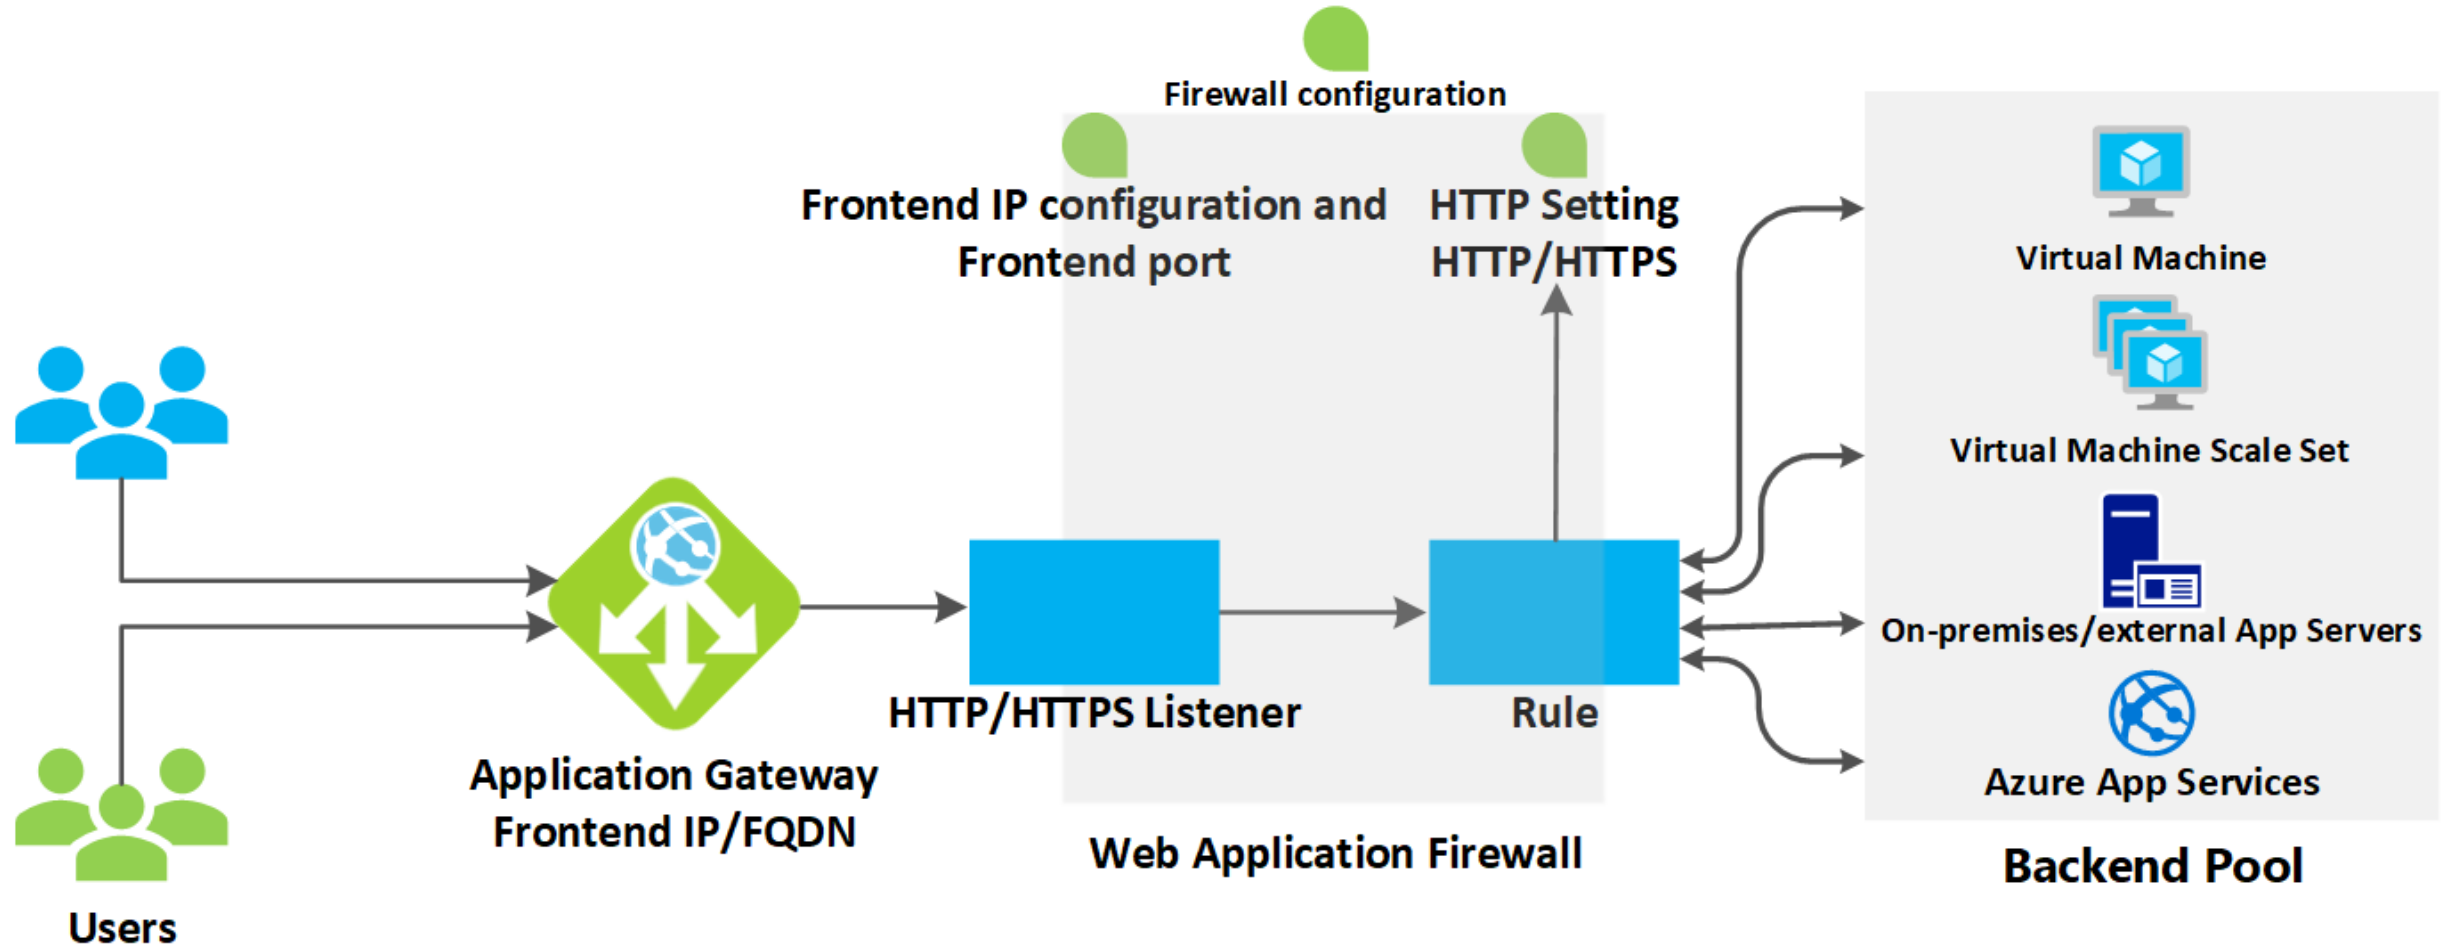 Firewall configuration
Frontend IP configuration and
Frontend port
HTTP Setting
HTTP/HTTPS
Virtual Machine
Virtual Machine Scale Set
On-premises/external App Servers
Azure App Services
Backend Pool
HTTP/HTTPS Listener
Rule
Web Application Firewall
Application Gateway
Frontend IP/FQDN
Users